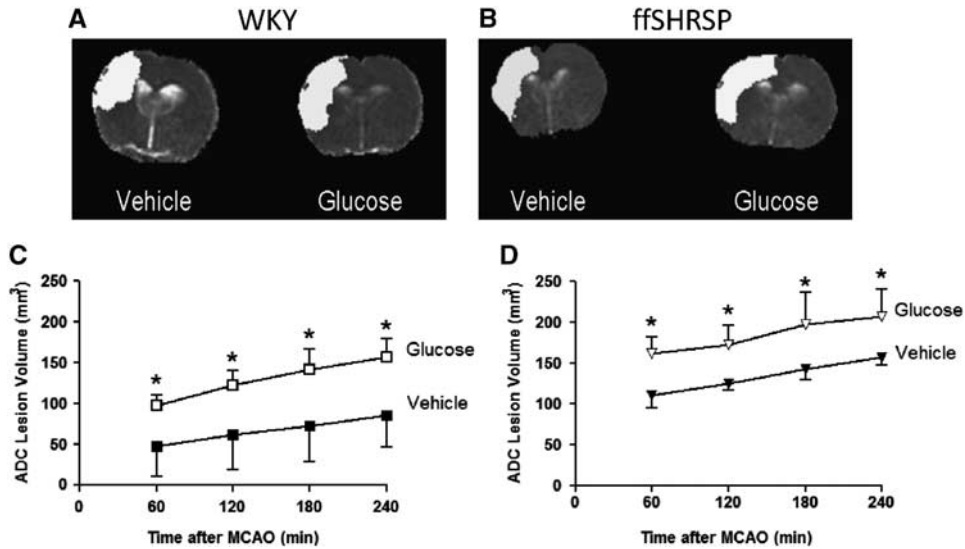 A WKY
B ffSHRSP
Vehicle Glucose
Vehicle Glucose
C
ADC Lesion Volume (mm³)
250
200
150
100
50
0
* * * *
Glucose
Vehicle
0 60 120 180 240
Time after MCAO (min)
D
ADC Lesion Volume (mm³)
250
200
150
100
50
0
* * * *
Glucose
Vehicle
0 60 120 180 240
Time after MCAO (min)